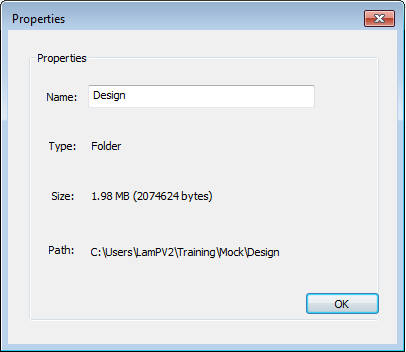 Properties
Properties
Name: Design
Type: Folder
Size: 1.98 MB (2074624 bytes)
Path: C:\Users\LamPV2\Training\Mock\Design
OK